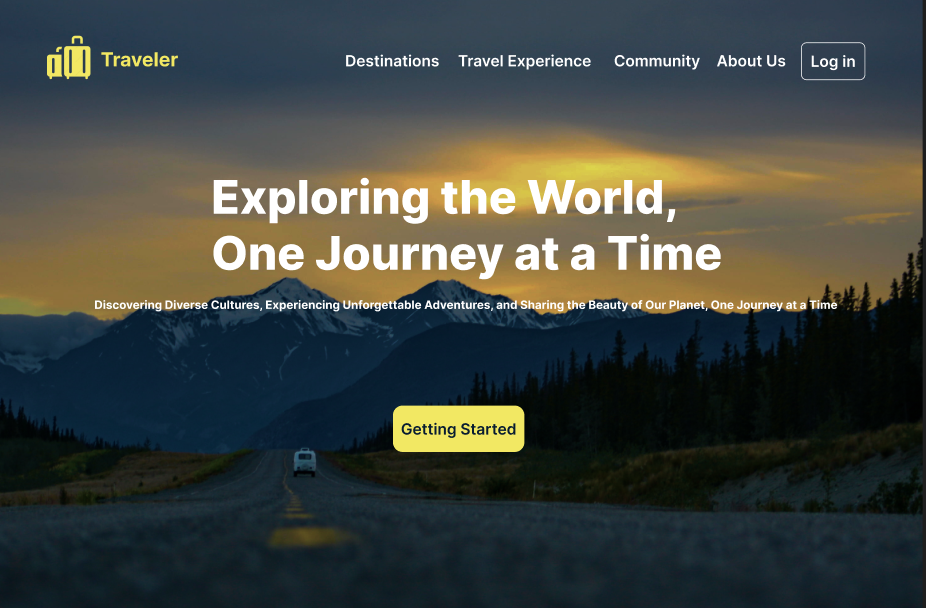 Traveler
Destinations Travel Experience Community About Us Log in
Exploring the World,
One Journey at a Time
Discovering Diverse Cultures, Experiencing Unforgettable Adventures, and Sharing the Beauty of Our Planet, One Journey at a Time
Getting Started